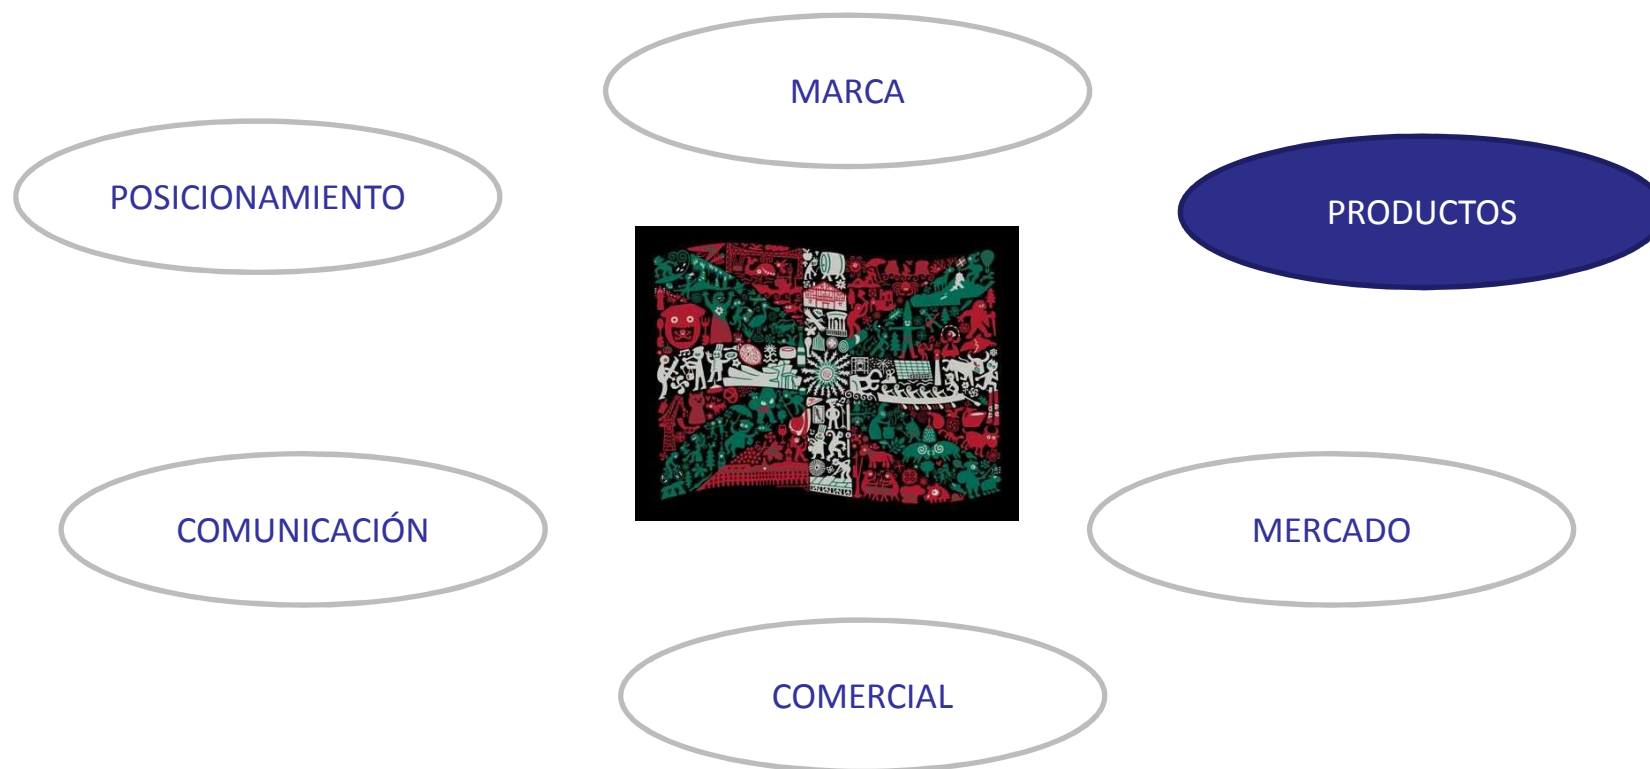 MARCA
POSICIONAMIENTO
PRODUCTOS
COMUNICACIÓN
MERCADO
COMERCIAL